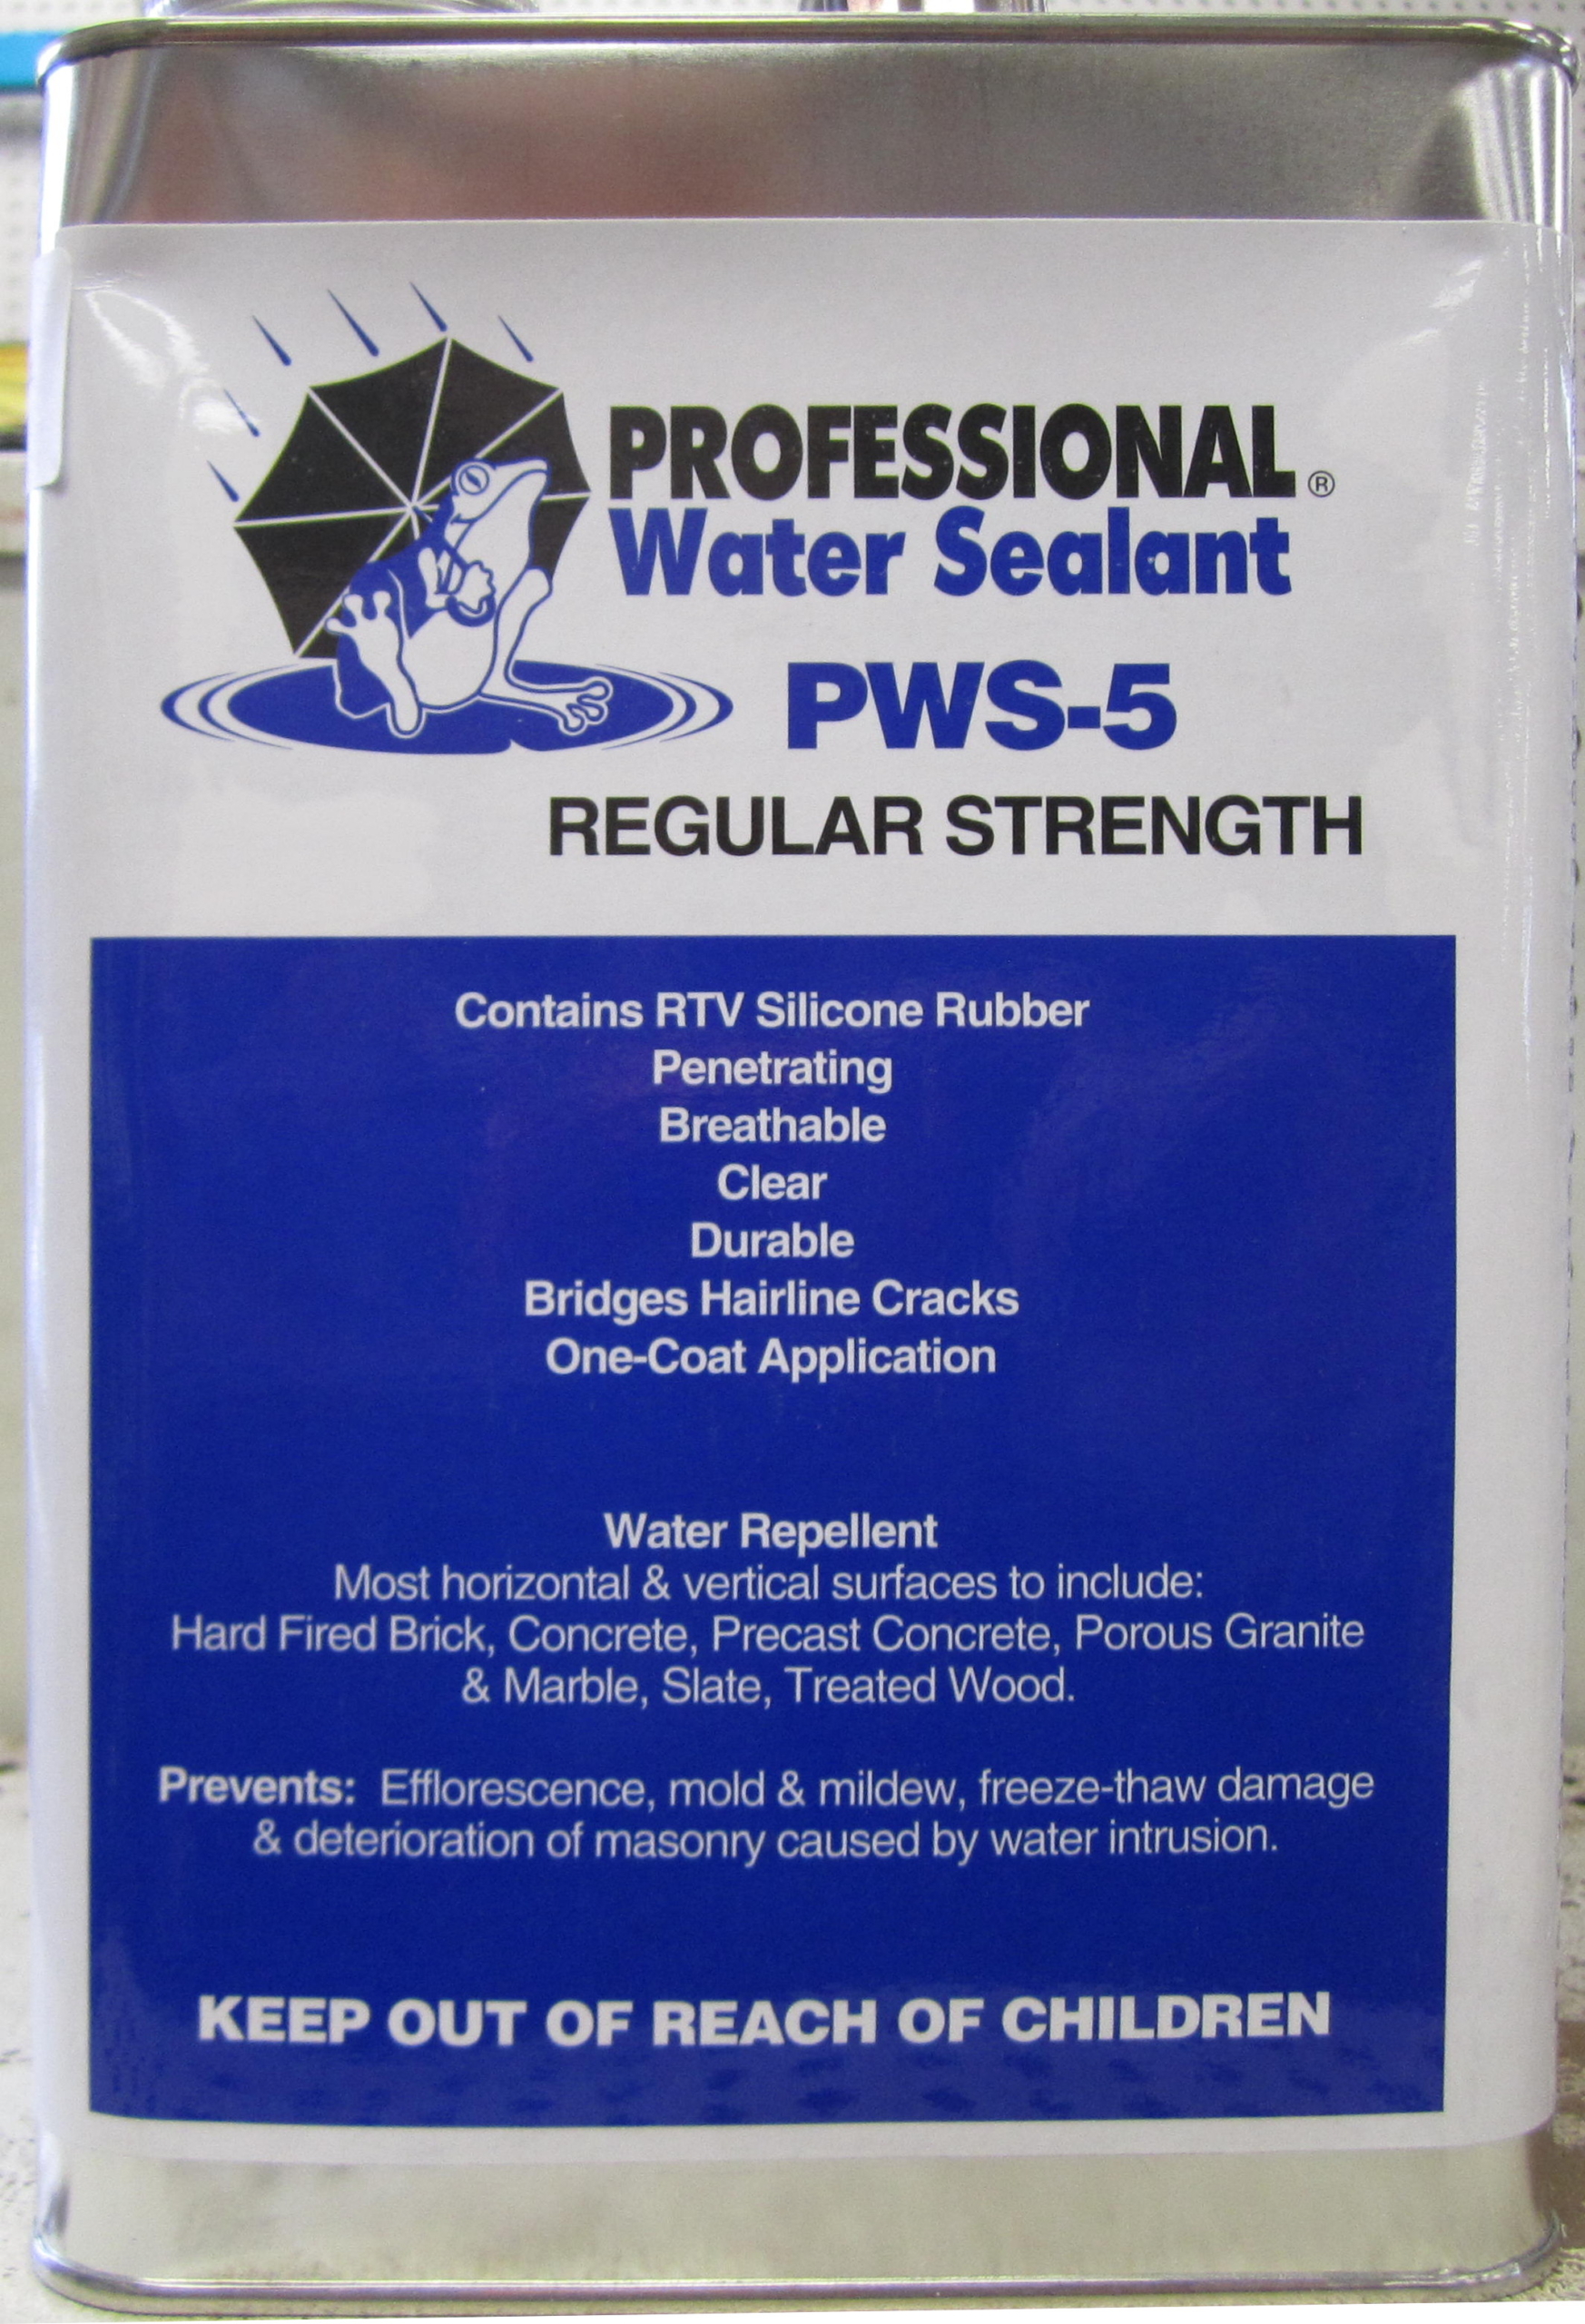 PROFESSIONAL®
Water Sealant
PWS-5
REGULAR STRENGTH
Contains RTV Silicone Rubber
Penetrating
Breathable
Clear
Durable
Bridges Hairline Cracks
One-Coat Application
Water Repellent
Most horizontal & vertical surfaces to include:
Hard Fired Brick, Concrete, Precast Concrete, Porous Granite
& Marble, Slate, Treated Wood.
Prevents: Efflorescence, mold & mildew, freeze-thaw damage
& deterioration of masonry caused by water intrusion.
KEEP OUT OF REACH OF CHILDREN